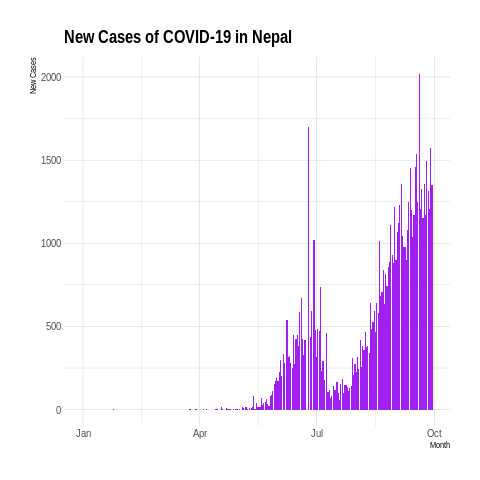 New Cases of COVID-19 in Nepal
New Cases
2000
1500
1000
500
0
Jan Apr Jul Oct
Month